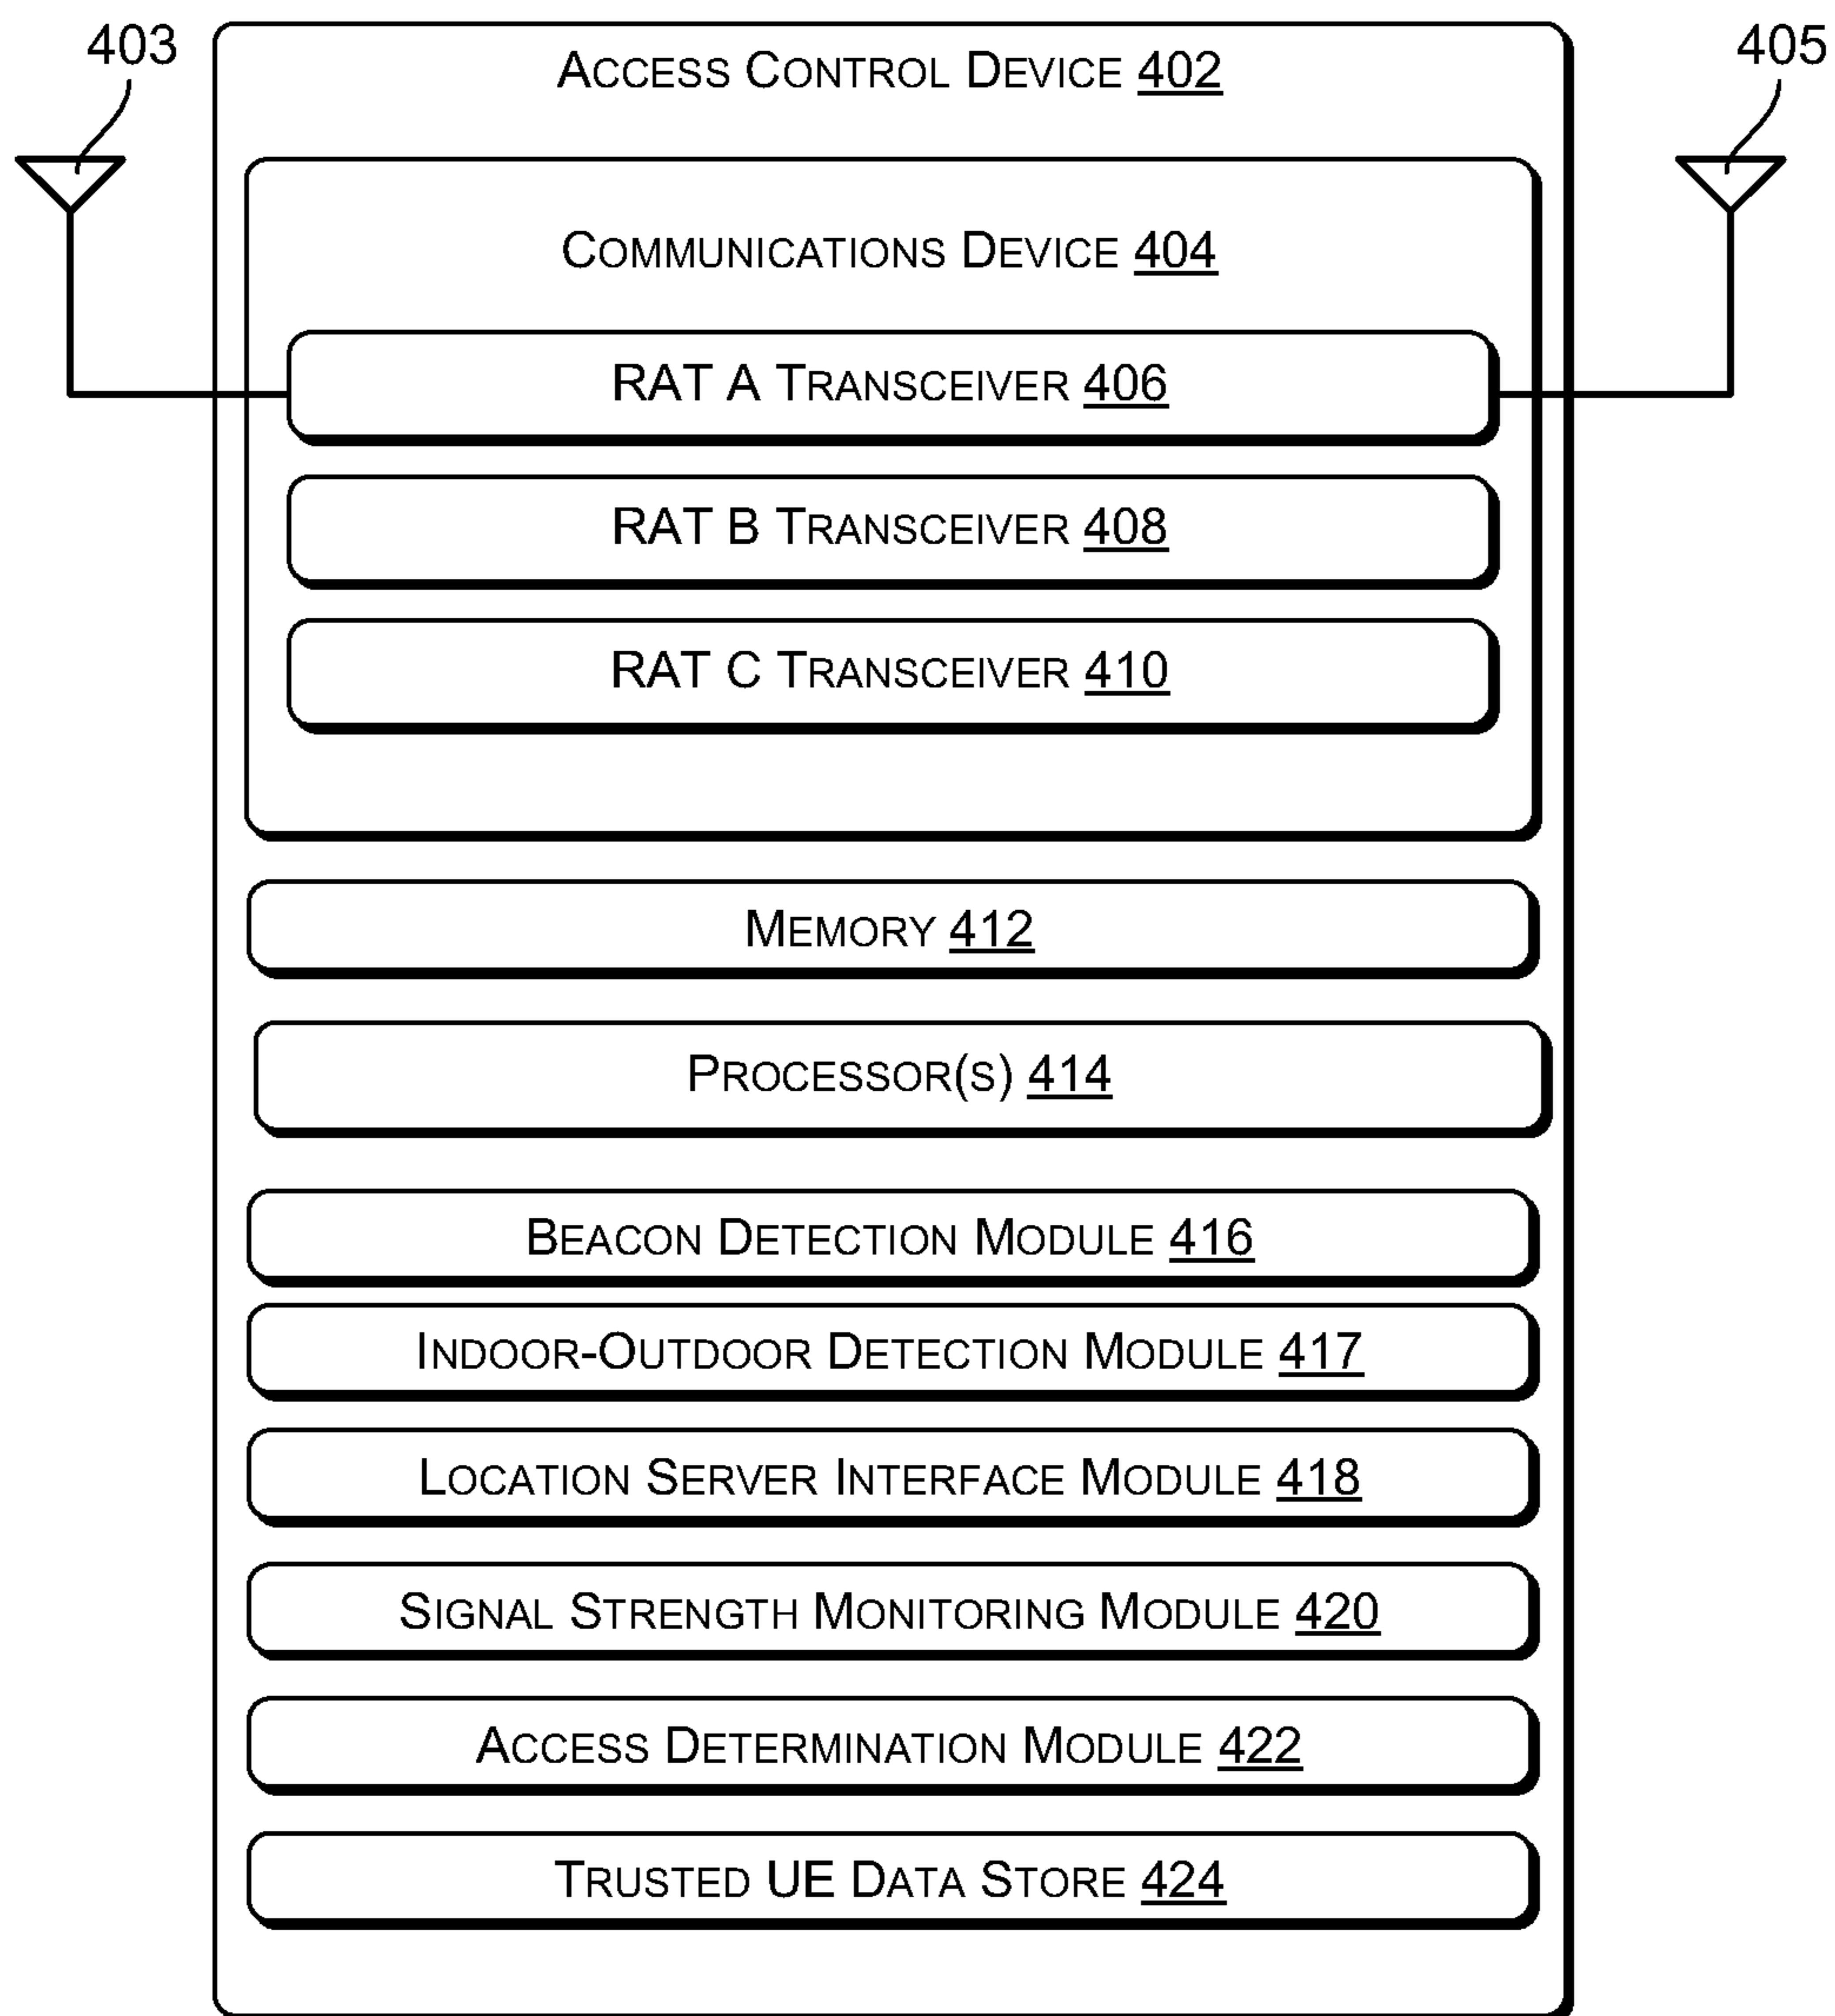 403
405
ACCESS CONTROL DEVICE 402
COMMUNICATIONS DEVICE 404
RAT A TRANSCEIVER 406
RAT B TRANSCEIVER 408
RAT C TRANSCEIVER 410
MEMORY 412
PROCESSOR(S) 414
BEACON DETECTION MODULE 416
INDOOR-OUTDOOR DETECTION MODULE 417
LOCATION SERVER INTERFACE MODULE 418
SIGNAL STRENGTH MONITORING MODULE 420
ACCESS DETERMINATION MODULE 422
TRUSTED UE DATA STORE 424